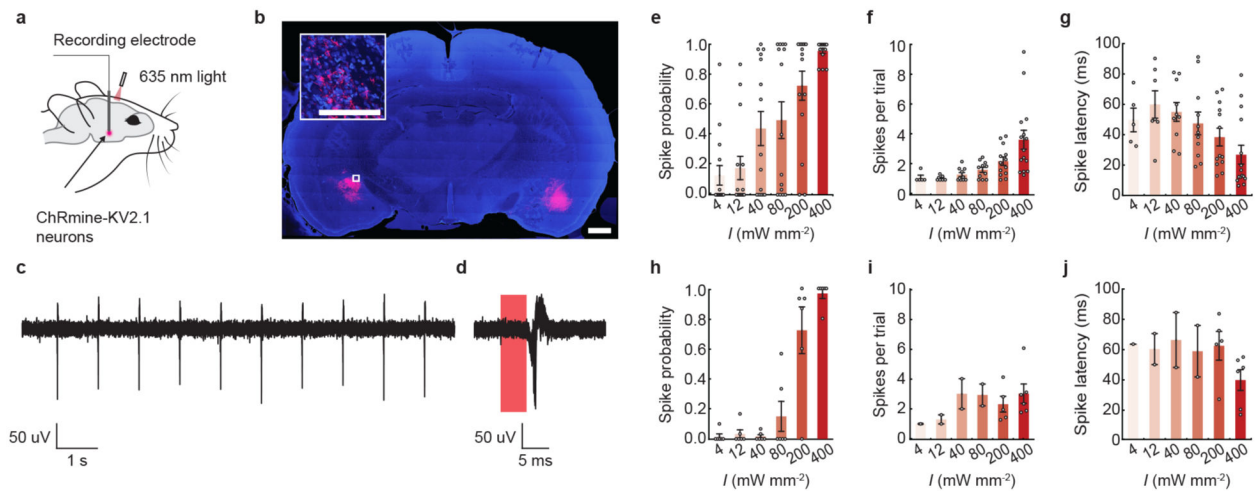 a
Recording electrode
635 nm light
ChRmine-KV2.1
neurons
b
c
50 uV
1 s
d
50 uV
5 ms
e
Spike probability
1.0
0.8
0.6
0.4
0.2
0.0
4 12 40 80 200 400
I (mW mm-2)
f
Spikes per tiral
10
8
6
4
2
0
4 12 40 80 200 400
I (mW mm-2)
g
Spike latency (ms)
100
80
60
40
20
0
4 12 40 80 200 400
I (mW mm-2)
h
Spike probability
1.0
0.8
0.6
0.4
0.2
0.0
4 12 40 80 200 400
I (mW mm-2)
i
Spikes per trial
10
8
6
4
2
0
4 12 40 80 200 400
I (mW mm-2)
j
Spike latency (ms)
100
80
60
40
20
0
4 12 40 80 200 400
I (mW mm-2)